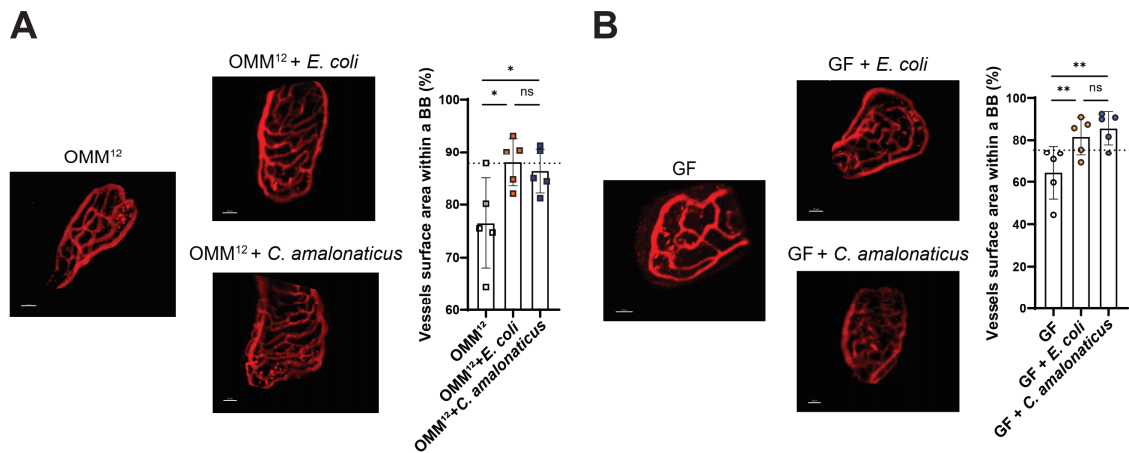 A
OMM¹²
OMM¹² + E. coli
OMM¹² + C. amalonaticus
Vessels surface area within a BB (%)
100
90
80
70
60
*
*
ns
OMM¹²
OMM¹²+E. coli
OMM¹²+C. amalonaticus
B
GF
GF + E. coli
GF + C. amalonaticus
Vessels surface area within a BB (%)
100
80
60
40
20
0
**
**
ns
GF
GF + E. coli
GF + C. amalonaticus